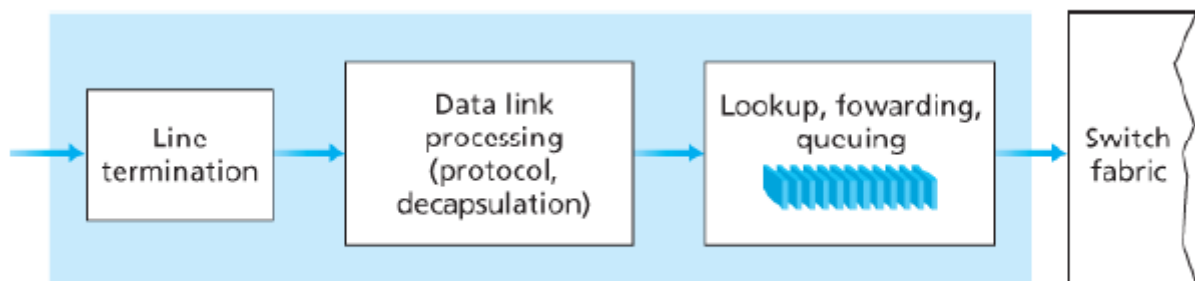 Line
termination
Data link
processing
(protocol,
decapsulation)
Lookup, fowarding,
queuing
Switch
fabric